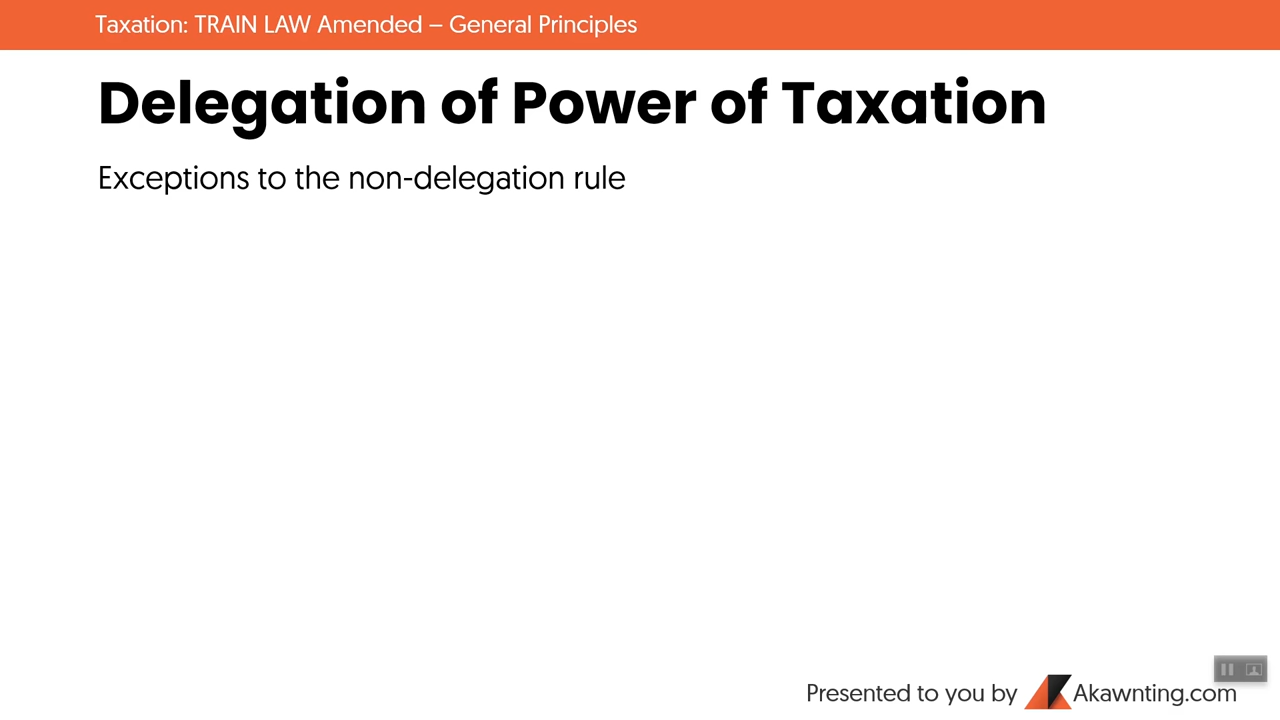 Taxation: TRAIN LAW Amended – General Principles
Delegation of Power of Taxation
Exceptions to the non-delegation rule
Presented to you by Akawnting.com